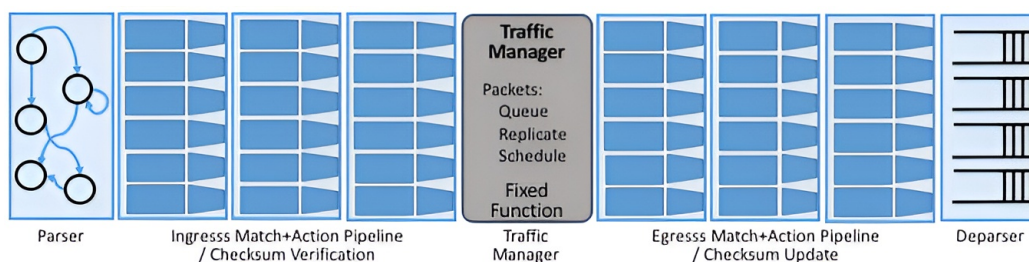 Traffic
Manager
Packets:
Queue
Replicate
Schedule
Fixed
Function
Parser
Ingresss Match+Action Pipeline
/ Checksum Verification
Traffic
Manager
Egresss Match+Action Pipeline
/ Checksum Update
Deparser